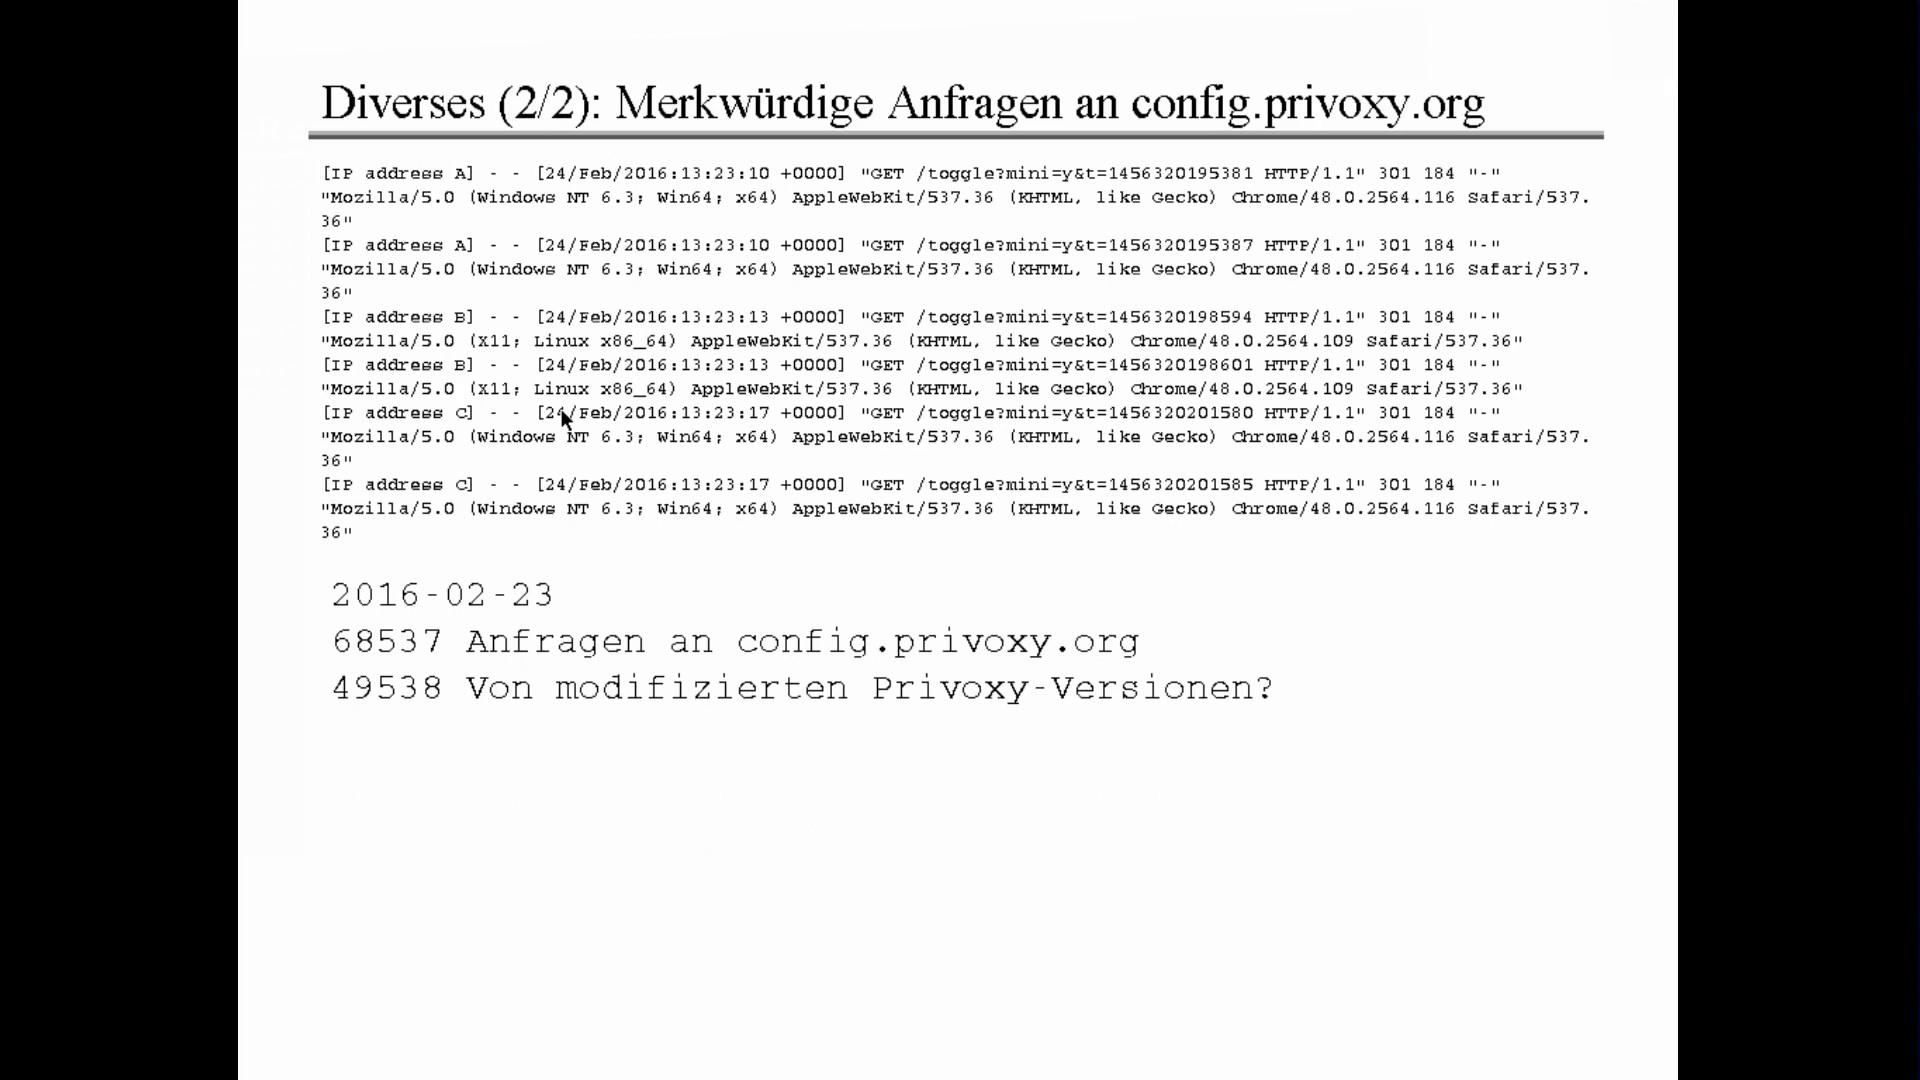 Diverses (2/2): Merkwürdige Anfragen an config.privoxy.org
[IP address A] - - [24/Feb/2016:13:23:10 +0000] "GET /toggle?mini=y&t=1456320195381 HTTP/1.1" 301 184 "-"
"Mozilla/5.0 (Windows NT 6.3; Win64; x64) AppleWebKit/537.36 (KHTML, like Gecko) Chrome/48.0.2564.116 Safari/537.
36"
[IP address A] - - [24/Feb/2016:13:23:10 +0000] "GET /toggle?mini=y&t=1456320195387 HTTP/1.1" 301 184 "-"
"Mozilla/5.0 (Windows NT 6.3; Win64; x64) AppleWebKit/537.36 (KHTML, like Gecko) Chrome/48.0.2564.116 Safari/537.
36"
[IP address B] - - [24/Feb/2016:13:23:13 +0000] "GET /toggle?mini=y&t=1456320198594 HTTP/1.1" 301 184 "-"
"Mozilla/5.0 (X11; Linux x86_64) AppleWebKit/537.36 (KHTML, like Gecko) Chrome/48.0.2564.109 Safari/537.36"
[IP address B] - - [24/Feb/2016:13:23:13 +0000] "GET /toggle?mini=y&t=1456320198601 HTTP/1.1" 301 184 "-"
"Mozilla/5.0 (X11; Linux x86_64) AppleWebKit/537.36 (KHTML, like Gecko) Chrome/48.0.2564.109 Safari/537.36"
[IP address C] - - [24/Feb/2016:13:23:17 +0000] "GET /toggle?mini=y&t=1456320201580 HTTP/1.1" 301 184 "-"
"Mozilla/5.0 (Windows NT 6.3; Win64; x64) AppleWebKit/537.36 (KHTML, like Gecko) Chrome/48.0.2564.116 Safari/537.
36"
[IP address C] - - [24/Feb/2016:13:23:17 +0000] "GET /toggle?mini=y&t=1456320201585 HTTP/1.1" 301 184 "-"
"Mozilla/5.0 (Windows NT 6.3; Win64; x64) AppleWebKit/537.36 (KHTML, like Gecko) Chrome/48.0.2564.116 Safari/537.
36"
2016-02-23
68537 Anfragen an config.privoxy.org
49538 Von modifizierten Privoxy-Versionen?